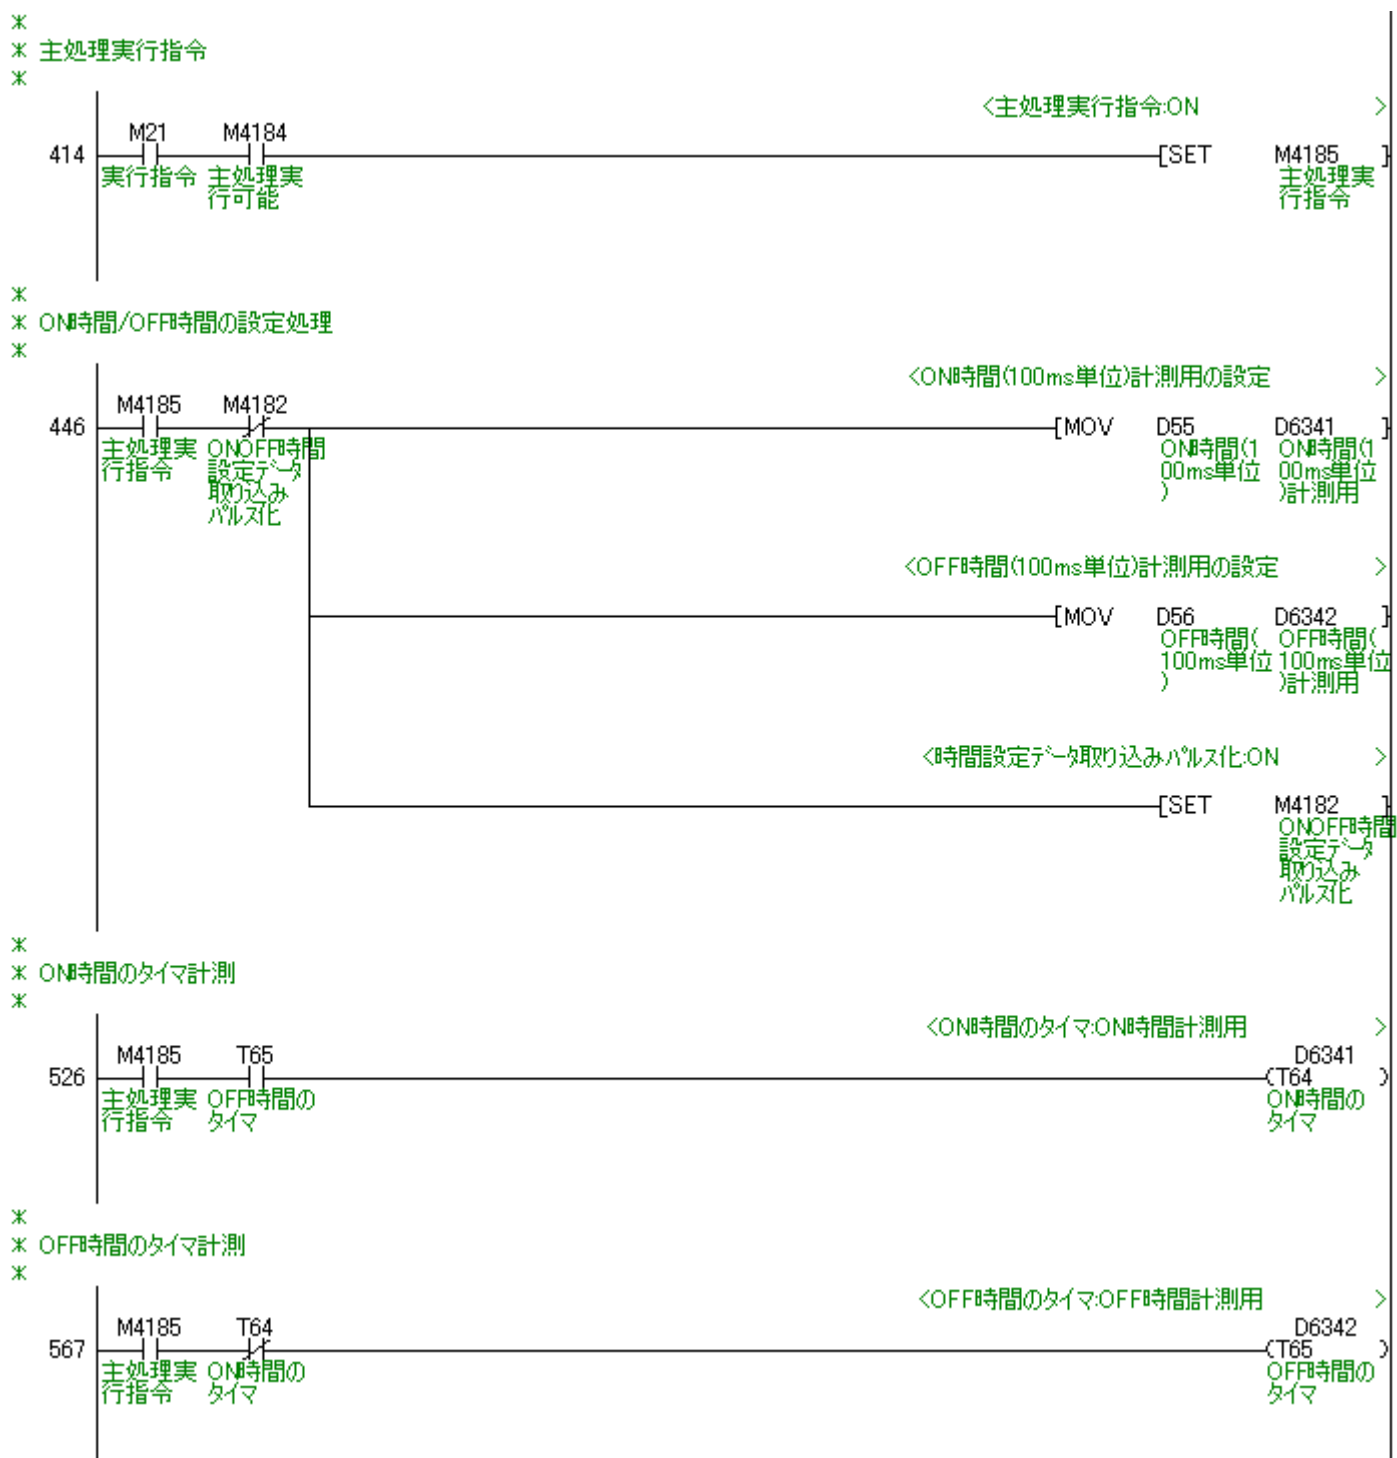 *
* 主処理実行指令
*
<主処理実行指令:ON >
M21 M4184
414 [SET M4185 ]
実行指令 主処理実 主処理実
行可能 行指令
*
* ON時間/OFF時間の設定処理
*
<ON時間(100ms単位)計測用の設定 >
M4185 M4182
446 [MOV D55 D6341 ]
主処理実 ONOFF時間 ON時間(1 ON時間(1
行指令 設定データ 00ms単位 00ms単位
取り込み ) )計測用
パルス化
<OFF時間(100ms単位)計測用の設定 >
[MOV D56 D6342 ]
OFF時間( OFF時間(
100ms単位 100ms単位
) )計測用
<時間設定データ取り込みパルス化:ON >
[SET M4182 ]
ONOFF時間
設定データ
取り込み
パルス化
*
* ON時間のタイマ計測
*
<ON時間のタイマ:ON時間計測用 >
M4185 T65 D6341
526 (T64 )
主処理実 OFF時間の ON時間の
行指令 タイマ タイマ
*
* OFF時間のタイマ計測
*
<OFF時間のタイマ:OFF時間計測用 >
M4185 T64 D6342
567 (T65 )
主処理実 ON時間の OFF時間の
行指令 タイマ タイマ